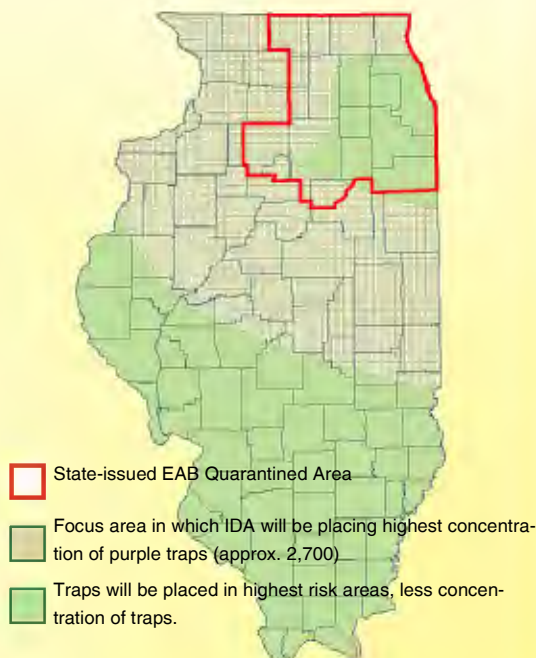 State-issued EAB Quarantined Area
Focus area in which IDA will be placing highest concentra-
tion of purple traps (approx. 2,700)
Traps will be placed in highest risk areas, less concen-
tration of traps.